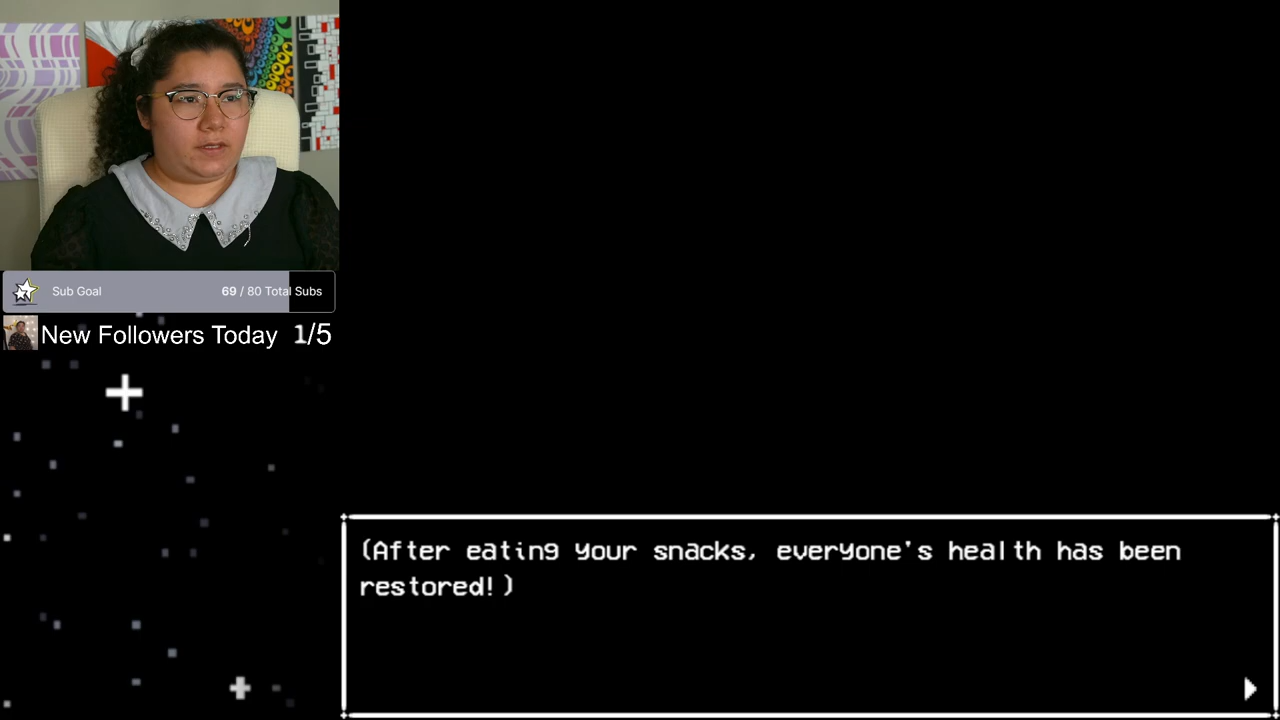 Sub Goal 69 / 80 Total Subs
New Followers Today 1/5
(After eating your snacks, everyone's health has been
restored!)